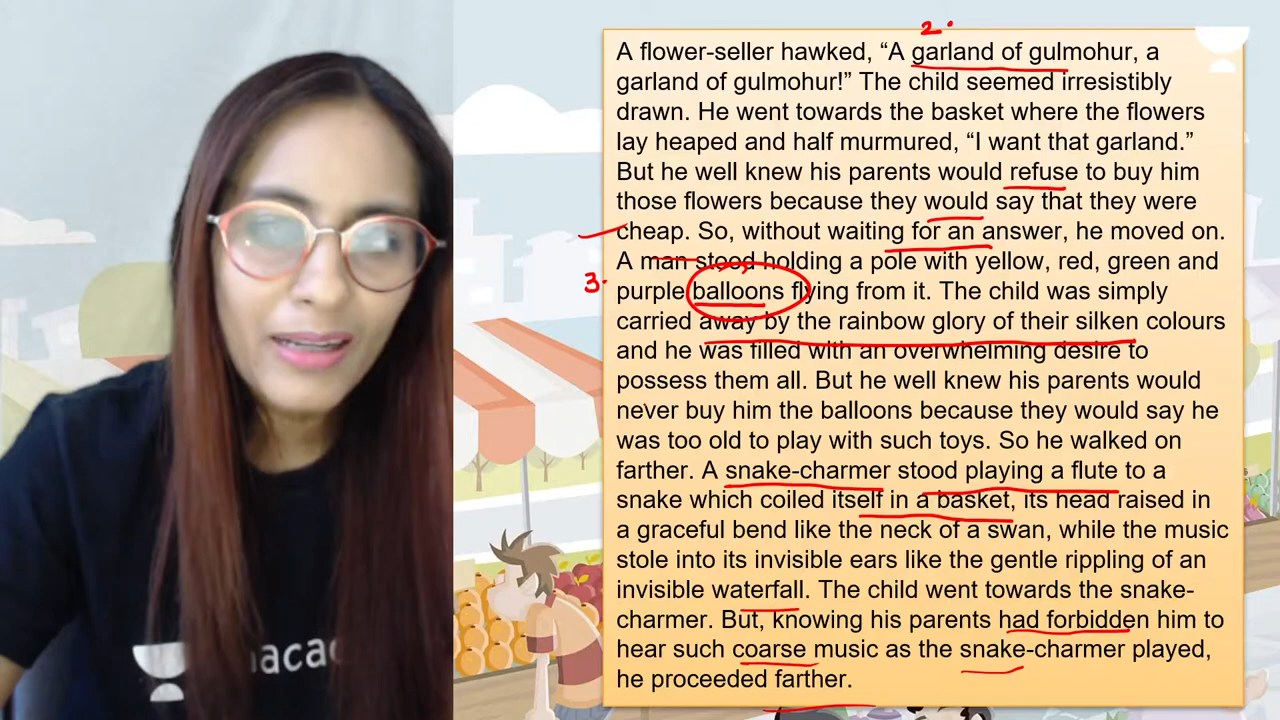 2.
A flower-seller hawked, “A garland of gulmohur, a
garland of gulmohur!” The child seemed irresistibly
drawn. He went towards the basket where the flowers
lay heaped and half murmured, “I want that garland.”
But he well knew his parents would refuse to buy him
those flowers because they would say that they were
cheap. So, without waiting for an answer, he moved on.
A man stood holding a pole with yellow, red, green and
3.
purple balloons flying from it. The child was simply
carried away by the rainbow glory of their silken colours
and he was filled with an overwhelming desire to
possess them all. But he well knew his parents would
never buy him the balloons because they would say he
was too old to play with such toys. So he walked on
farther. A snake-charmer stood playing a flute to a
snake which coiled itself in a basket, its head raised in
a graceful bend like the neck of a swan, while the music
stole into its invisible ears like the gentle rippling of an
invisible waterfall. The child went towards the snake-
charmer. But, knowing his parents had forbidden him to
hear such coarse music as the snake-charmer played,
he proceeded farther.